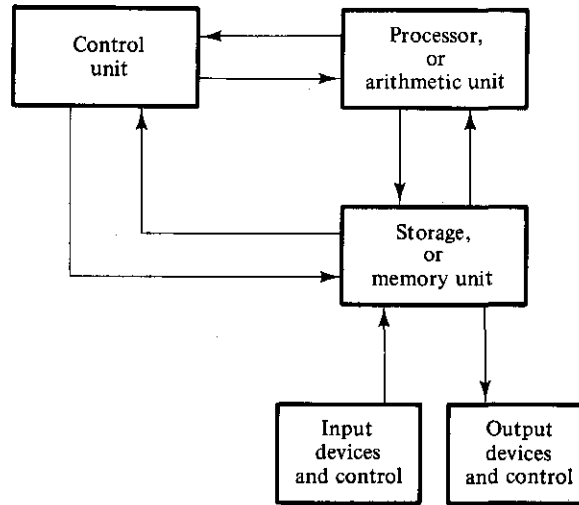 Control
unit
Processor,
or
arithmetic unit
Storage,
or
memory unit
Input
devices
and control
Output
devices
and control